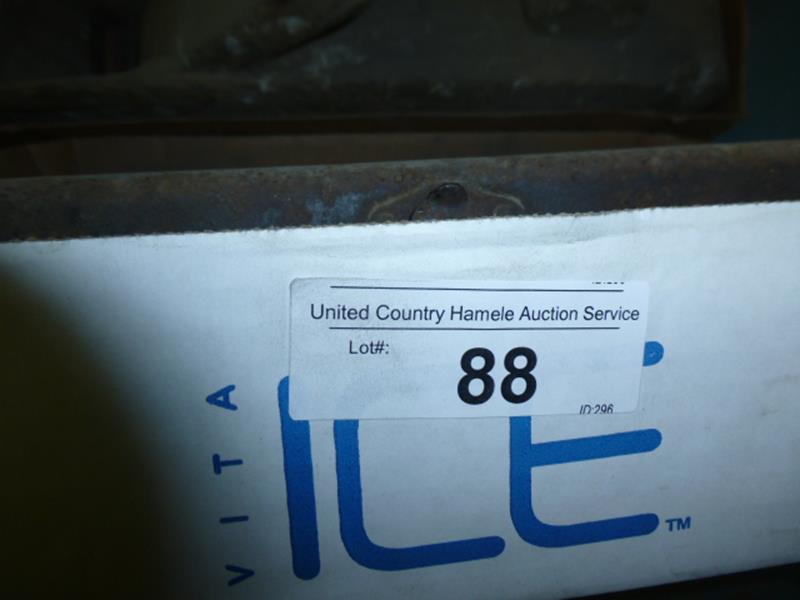 United Country Hamele Auction Service
Lot#:
88
ID:296
VITA
ICE
TM